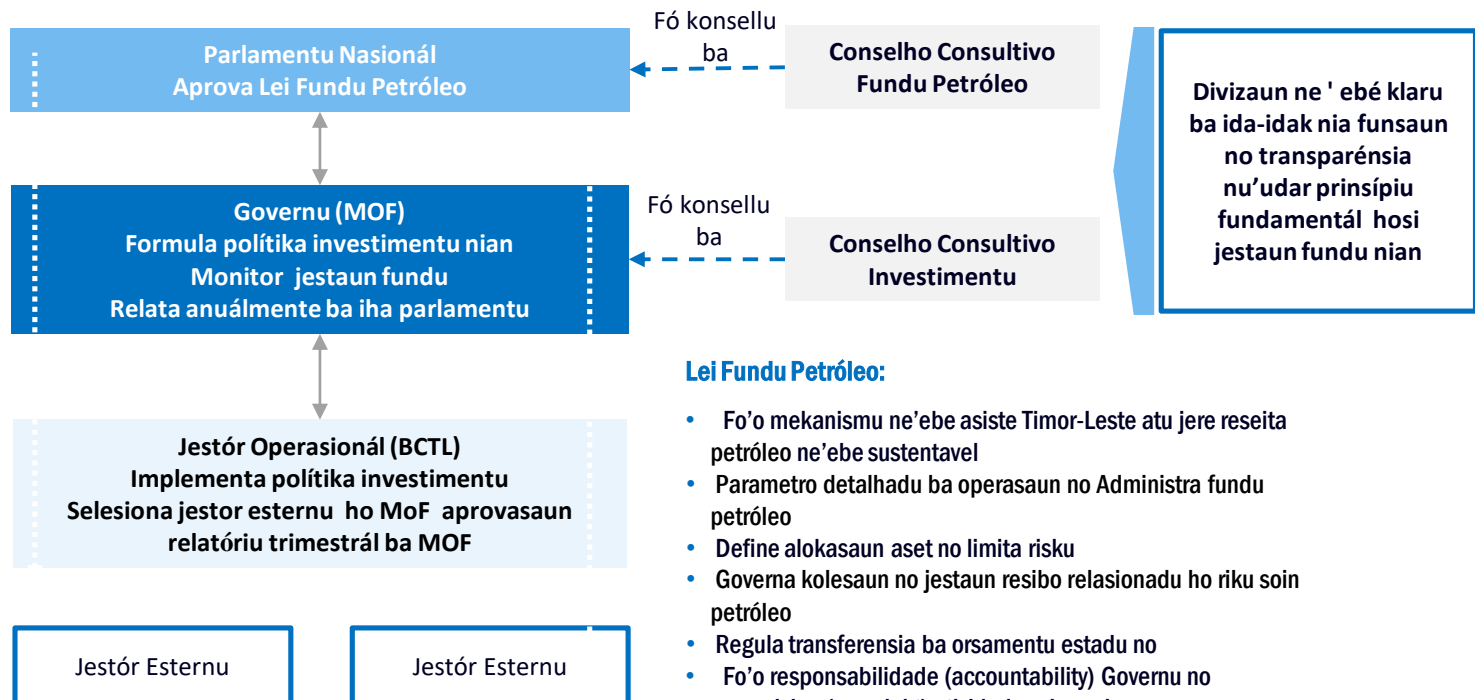 Parlamentu Nasionál
Aprova Lei Fundu Petróleo
Fó konsellu
ba
Conselho Consultivo
Fundu Petróleo
Divizaun ne ' ebé klaru
ba ida-idak nia funsaun
no transparénsia
nu’udar prinsípiu
fundamentál hosi
jestaun fundu nian
Governu (MOF)
Formula polítika investimentu nian
Monitor jestaun fundu
Relata anuálmente ba iha parlamentu
Fó konsellu
ba
Conselho Consultivo
Investimentu
Jestór Operasionál (BCTL)
Implementa polítika investimentu
Selesiona jestor esternu ho MoF aprovasaun
relatóriu trimestrál ba MOF
Jestór Esternu
Jestór Esternu
Lei Fundu Petróleo:
• Fo’o mekanismu ne’ebe asiste Timor-Leste atu jere reseita
petróleo ne’ebe sustentavel
• Parametro detalhadu ba operasaun no Administra fundu
petróleo
• Define alokasaun aset no limita risku
• Governa kolesaun no jestaun resibo relasionadu ho riku soin
petróleo
• Regula transferensia ba orsamentu estadu no
• Fo’o responsabilidade (accountability) Governu no